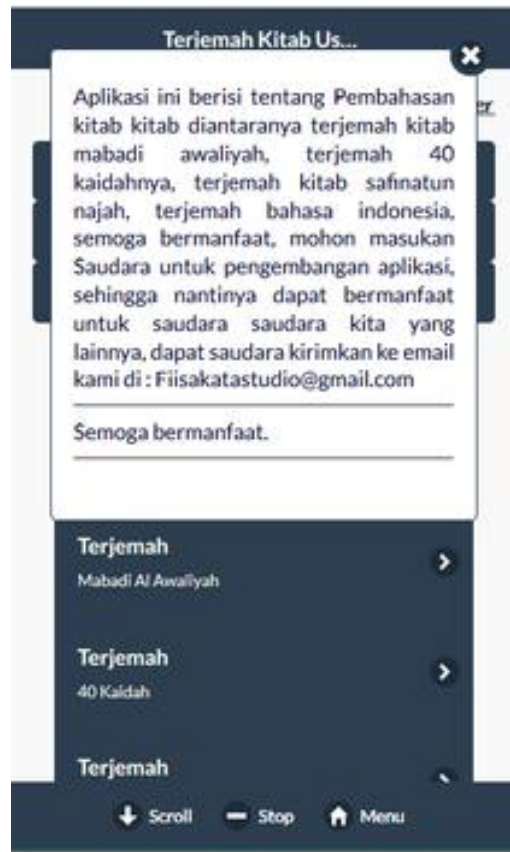 Terjemah Kitab Us...
er
Aplikasi ini berisi tentang Pembahasan
kitab kitab diantaranya terjemah kitab
mabadi awaliyah, terjemah 40
kaidahnya, terjemah kitab safinatun
najah, terjemah bahasa indonesia,
semoga bermanfaat, mohon masukan
Saudara untuk pengembangan aplikasi,
sehingga nantinya dapat bermanfaat
untuk saudara saudara kita yang
lainnya, dapat saudara kirimkan ke email
kami di : Fiisakatastudio@gmail.com
Semoga bermanfaat.
Terjemah
Mabadi Al Awaliyah
Terjemah
40 Kaidah
Terjemah
Scroll Stop Menu